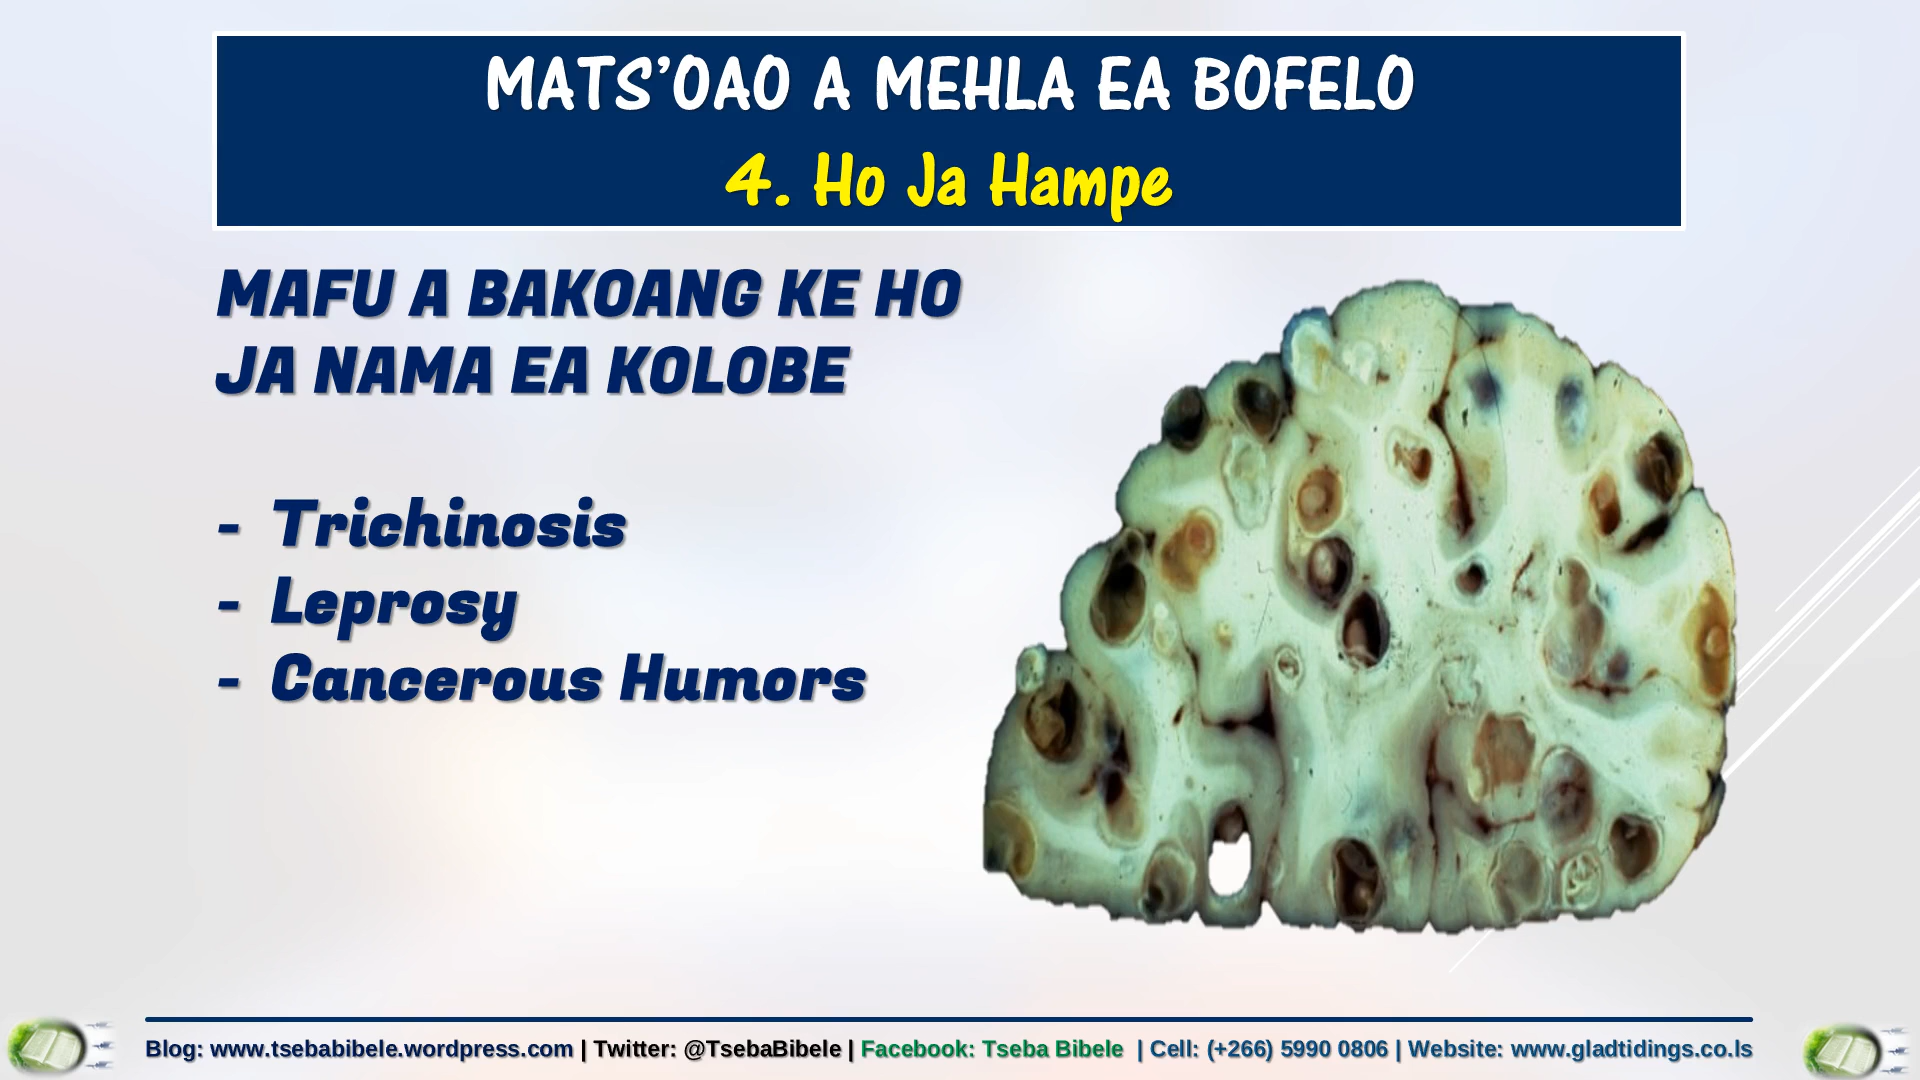 MATS’OAO A MEHLA EA BOFELO
4. Ho Ja Hampe
MAFU A BAKOANG KE HO
JA NAMA EA KOLOBE
- Trichinosis
- Leprosy
- Cancerous Humors
Blog: www.tsebabibele.wordpress.com | Twitter: @TsebaBibele | Facebook: Tseba Bibele | Cell: (+266) 5990 0806 | Website: www.gladtidings.co.ls